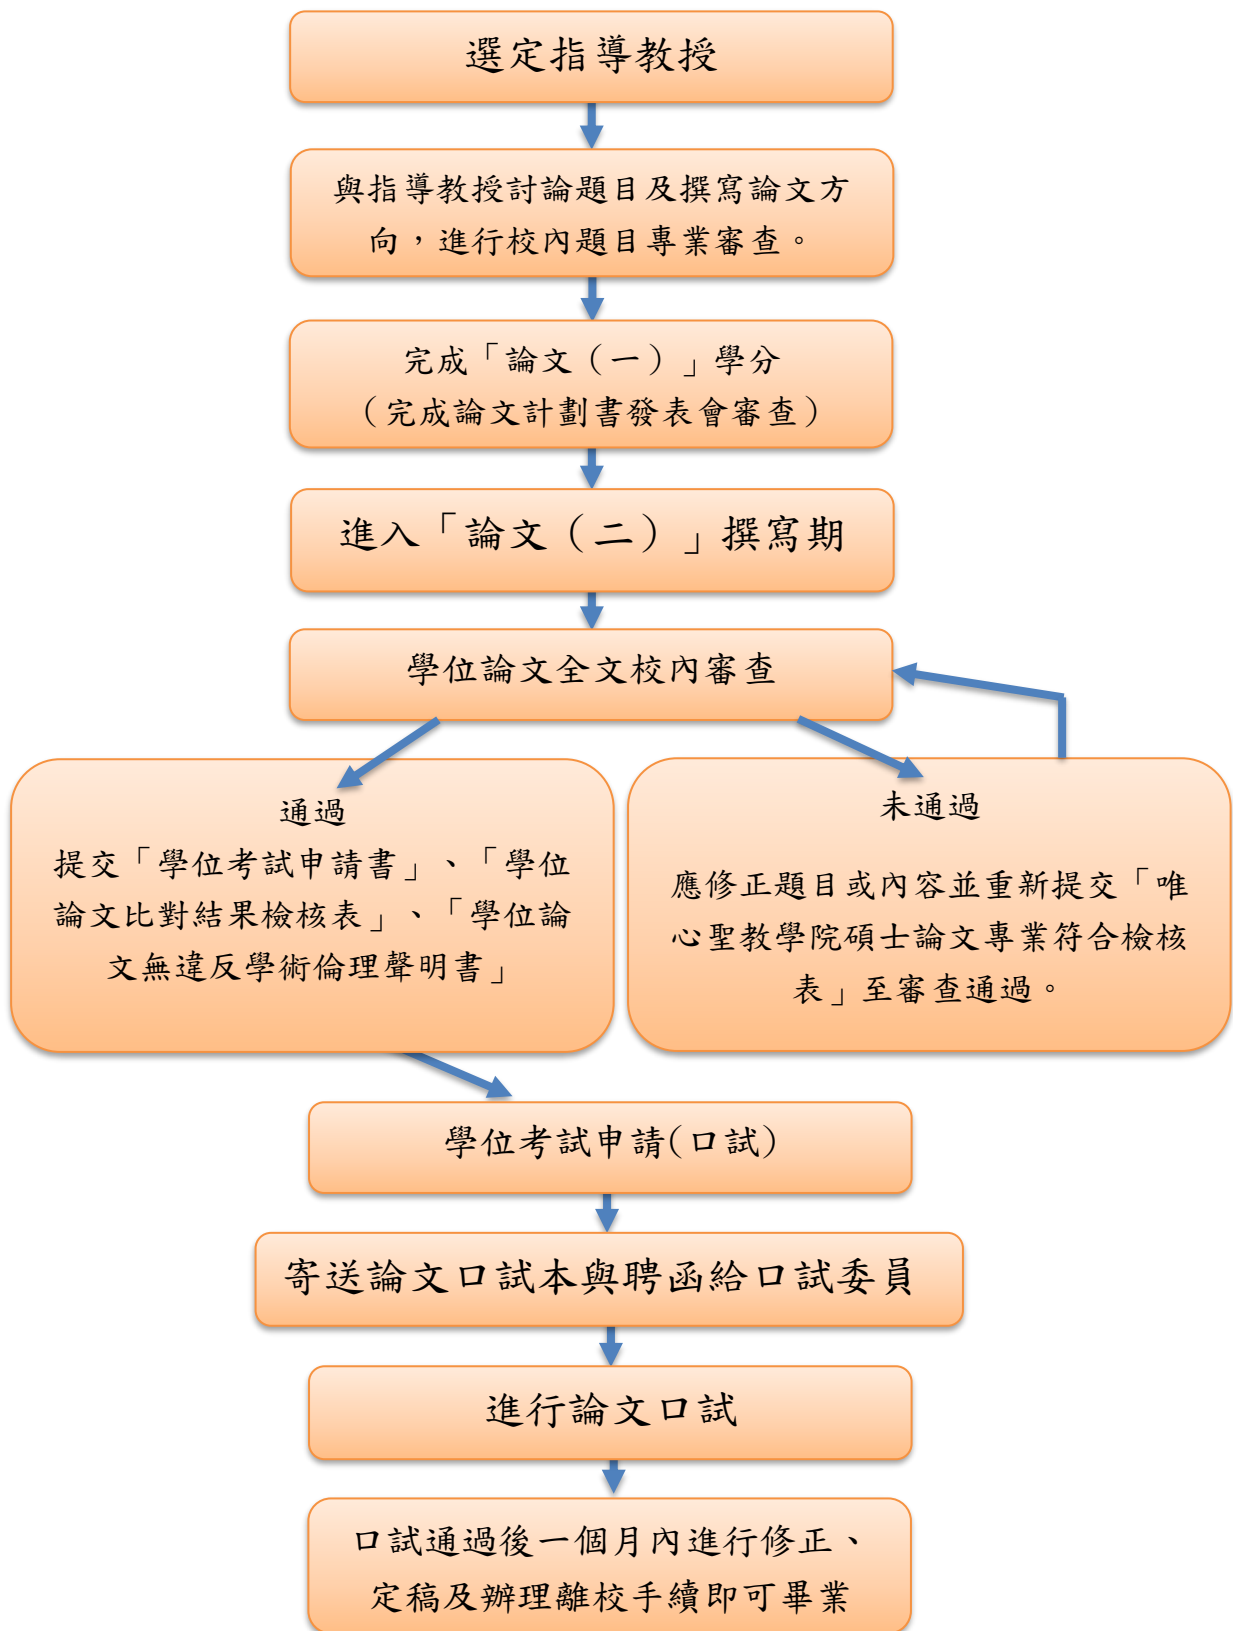 選定指導教授
與指導教授討論題目及撰寫論文方
向，進行校內題目專業審查。
完成「論文（一）」學分
（完成論文計劃書發表會審查）
進入「論文（二）」撰寫期
學位論文全文校內審查
通過
提交「學位考試申請書」、「學位
論文比對結果檢核表」、「學位論
文無違反學術倫理聲明書」
未通過
應修正題目或內容並重新提交「唯
心聖教學院碩士論文專業符合檢核
表」至審查通過。
學位考試申請(口試)
寄送論文口試本與聘函給口試委員
進行論文口試
口試通過後一個月內進行修正、
定稿及辦理離校手續即可畢業